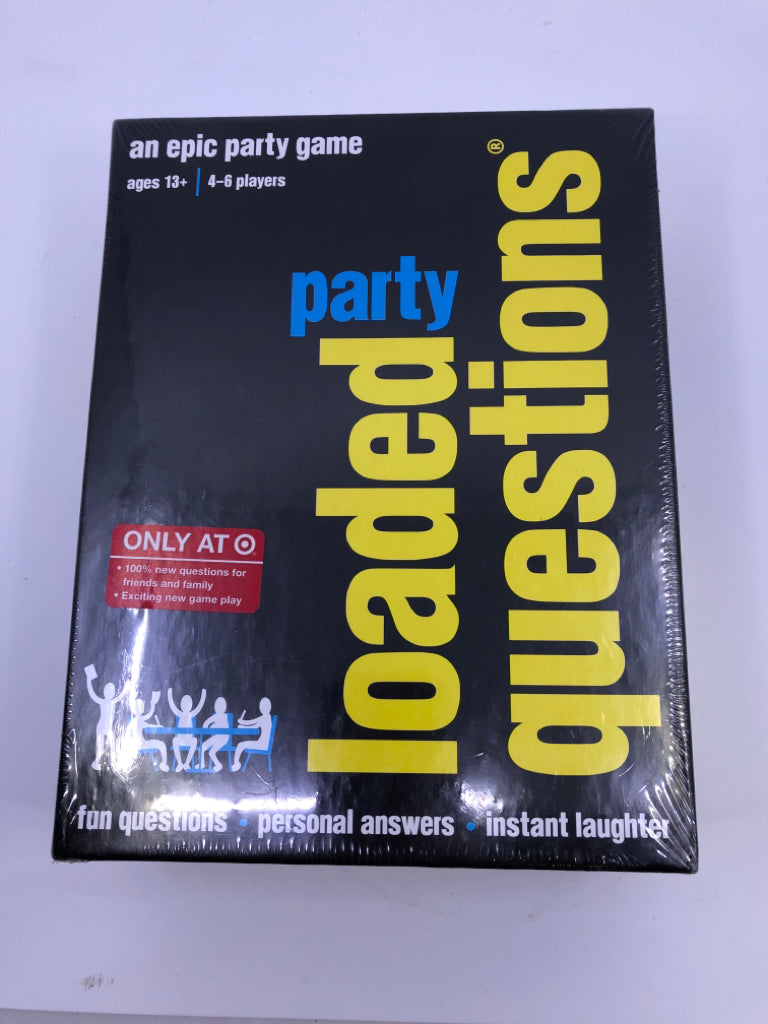 an epic party game
ages 13+ | 4-6 players
party
loaded
questions®
ONLY AT
• 100% new questions for
friends and family
• Exciting new game play
fun questions • personal answers • instant laughter